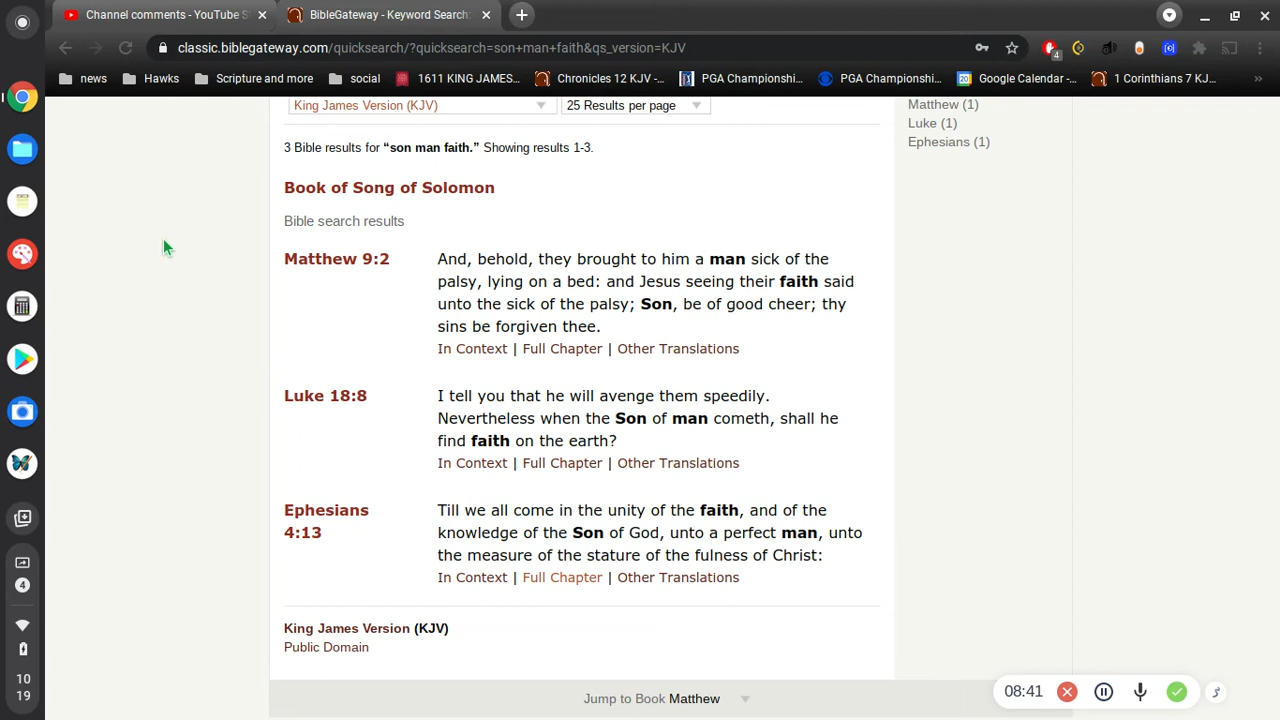 Channel comments - YouTube S
BibleGateway - Keyword Search:
classic.biblegateway.com/quicksearch/?quicksearch=son+man+faith&qs_version=KJV
4
news
Hawks
Scripture and more
social
1611 KING JAMES...
Chronicles 12 KJV -...
PGA Championshi...
PGA Championshi...
20
Google Calendar -...
1 Corinthians 7 KJ...
»
King James Version (KJV)
25 Results per page
Matthew (1)
Luke (1)
Ephesians (1)
3 Bible results for “son man faith.” Showing results 1-3.
Book of Song of Solomon
Bible search results
Matthew 9:2
And, behold, they brought to him a man sick of the
palsy, lying on a bed: and Jesus seeing their faith said
unto the sick of the palsy; Son, be of good cheer; thy
sins be forgiven thee.
In Context | Full Chapter | Other Translations
Luke 18:8
I tell you that he will avenge them speedily.
Nevertheless when the Son of man cometh, shall he
find faith on the earth?
In Context | Full Chapter | Other Translations
Ephesians
4:13
Till we all come in the unity of the faith, and of the
knowledge of the Son of God, unto a perfect man, unto
the measure of the stature of the fulness of Christ:
In Context | Full Chapter | Other Translations
King James Version (KJV)
Public Domain
Jump to Book Matthew
4
10
19
08:41